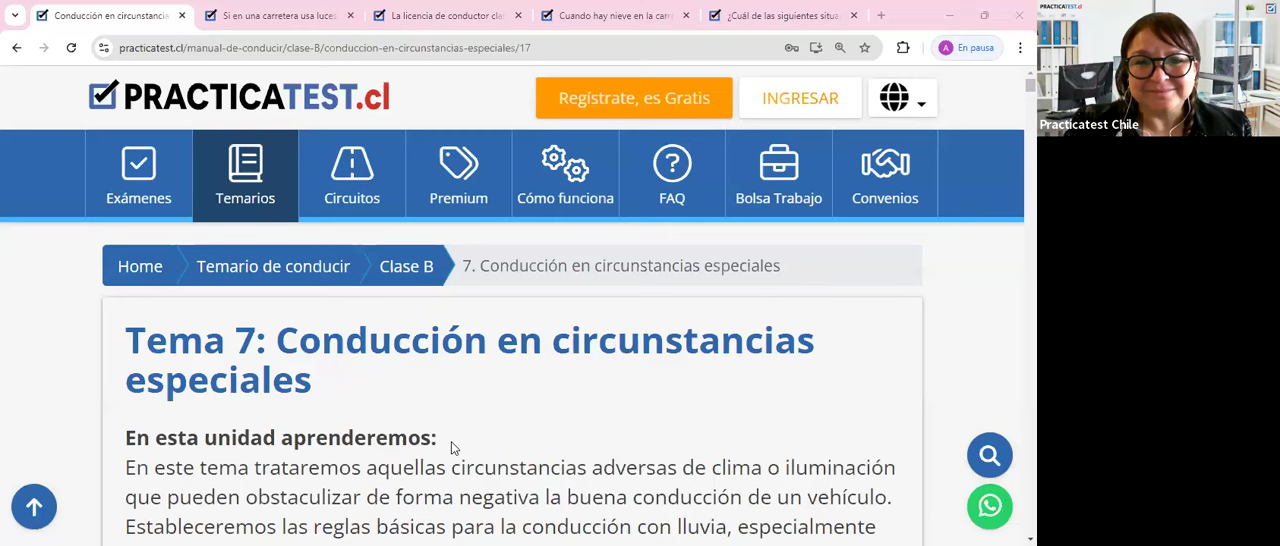 Conducción en circunstancia
Si en una carretera usa luces
La licencia de conductor cla
Cuando hay nieve en la carr
¿Cuál de las siguientes situa
practicatest.cl/manual-de-conducir/clase-B/conduccion-en-circunstancias-especiales/17
A En pausa
PRACTICATEST.cl
Practicatest Chile
PRACTICATEST.cl
Regístrate, es Gratis
INGRESAR
Exámenes
Temarios
Circuitos
Premium
Cómo funciona
FAQ
Bolsa Trabajo
Convenios
Home
Temario de conducir
Clase B
7. Conducción en circunstancias especiales
Tema 7: Conducción en circunstancias
especiales
En esta unidad aprenderemos:
En este tema trataremos aquellas circunstancias adversas de clima o iluminación
que pueden obstaculizar de forma negativa la buena conducción de un vehículo.
Estableceremos las reglas básicas para la conducción con lluvia, especialmente